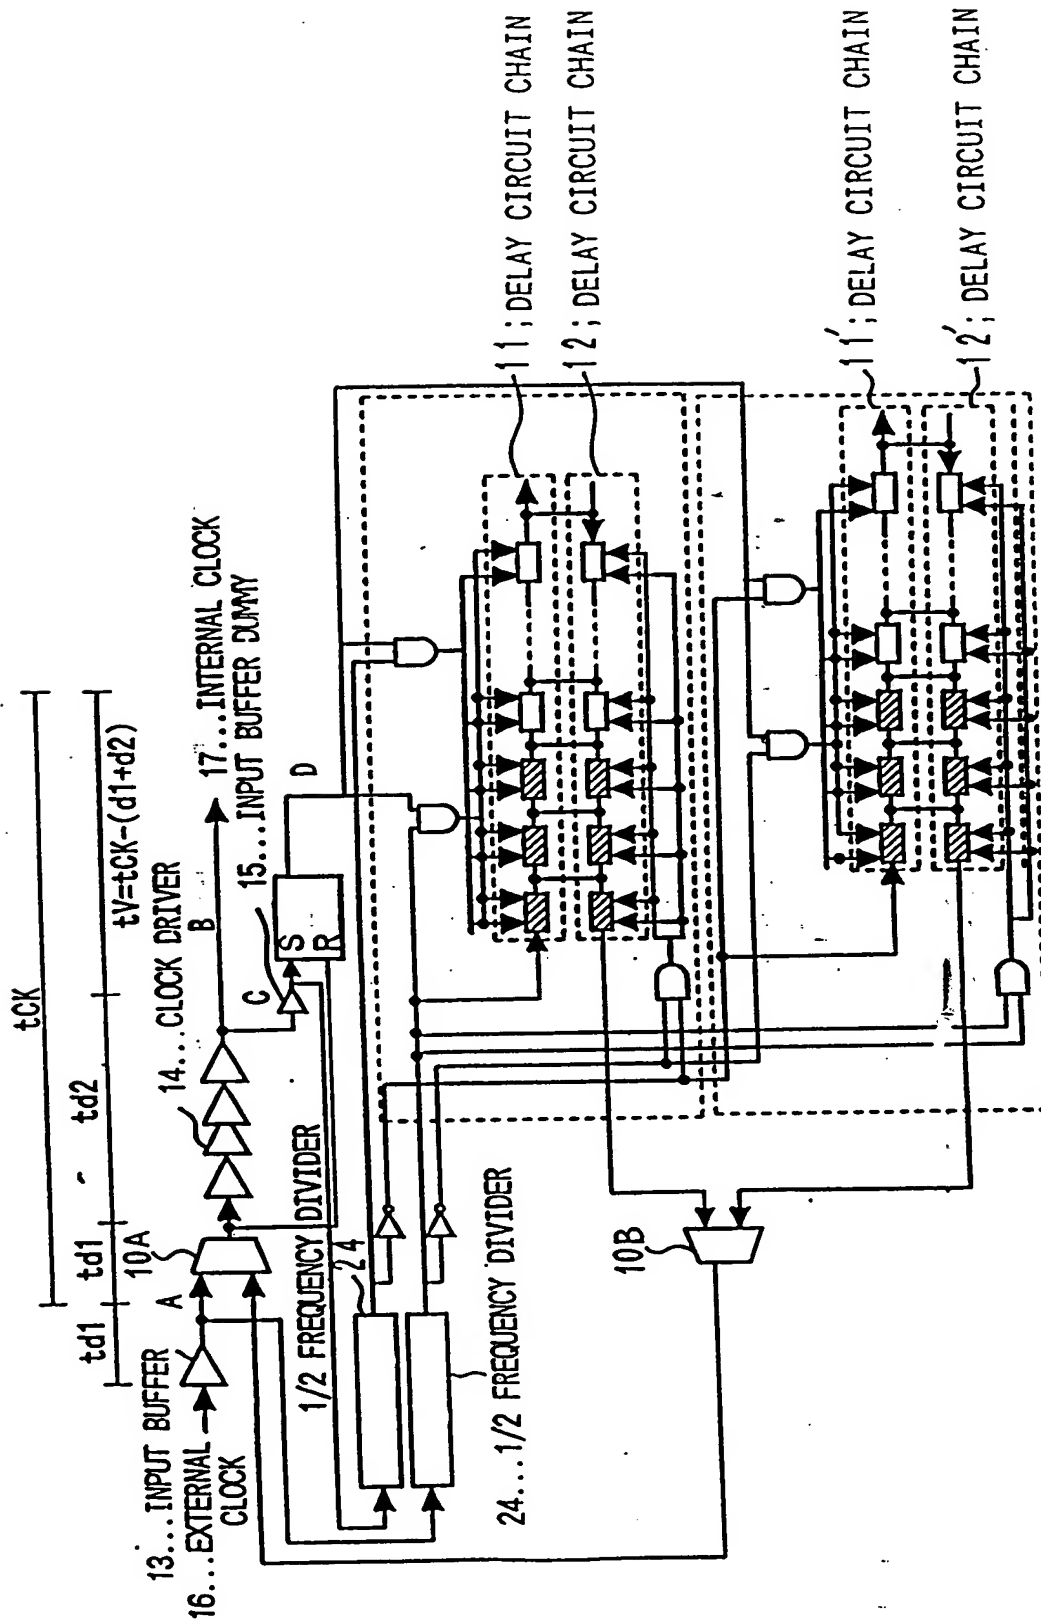 tCK
td1
td1
td2
tV=tCK-(d1+d2)
13...INPUT BUFFER
16...EXTERNAL
CLOCK
A
10A
14...CLOCK DRIVER
B
17...INTERNAL CLOCK
15...INPUT BUFFER DUMMY
C
S
R
D
1/2 FREQUENCY DIVIDER
24
24...1/2 FREQUENCY DIVIDER
10B
11;DELAY CIRCUIT CHAIN
12;DELAY CIRCUIT CHAIN
11′;DELAY CIRCUIT CHAIN
12′;DELAY CIRCUIT CHAIN